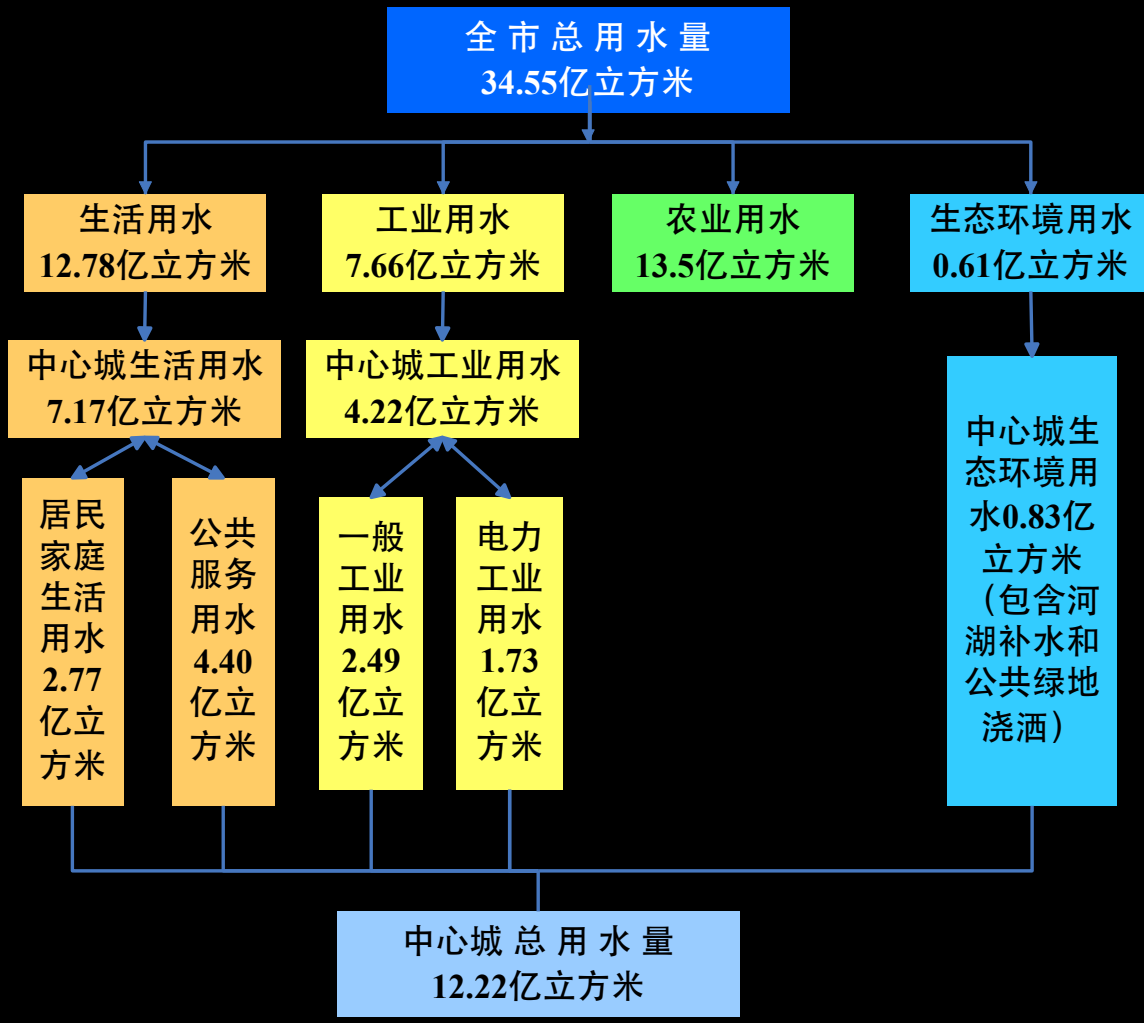 全 市 总 用 水 量
34.55亿立方米
生活用水
12.78亿立方米
工业用水
7.66亿立方米
农业用水
13.5亿立方米
生态环境用水
0.61亿立方米
中心城生活用水
7.17亿立方米
中心城工业用水
4.22亿立方米
居民
家庭
生活
用水
2.77
亿立
方米
公共
服务
用水
4.40
亿立
方米
一般
工业
用水
2.49
亿立
方米
电力
工业
用水
1.73
亿立
方米
中心城生
态环境用
水0.83亿
立方米
（包含河
湖补水和
公共绿地
浇洒）
中心城 总 用 水 量
12.22亿立方米